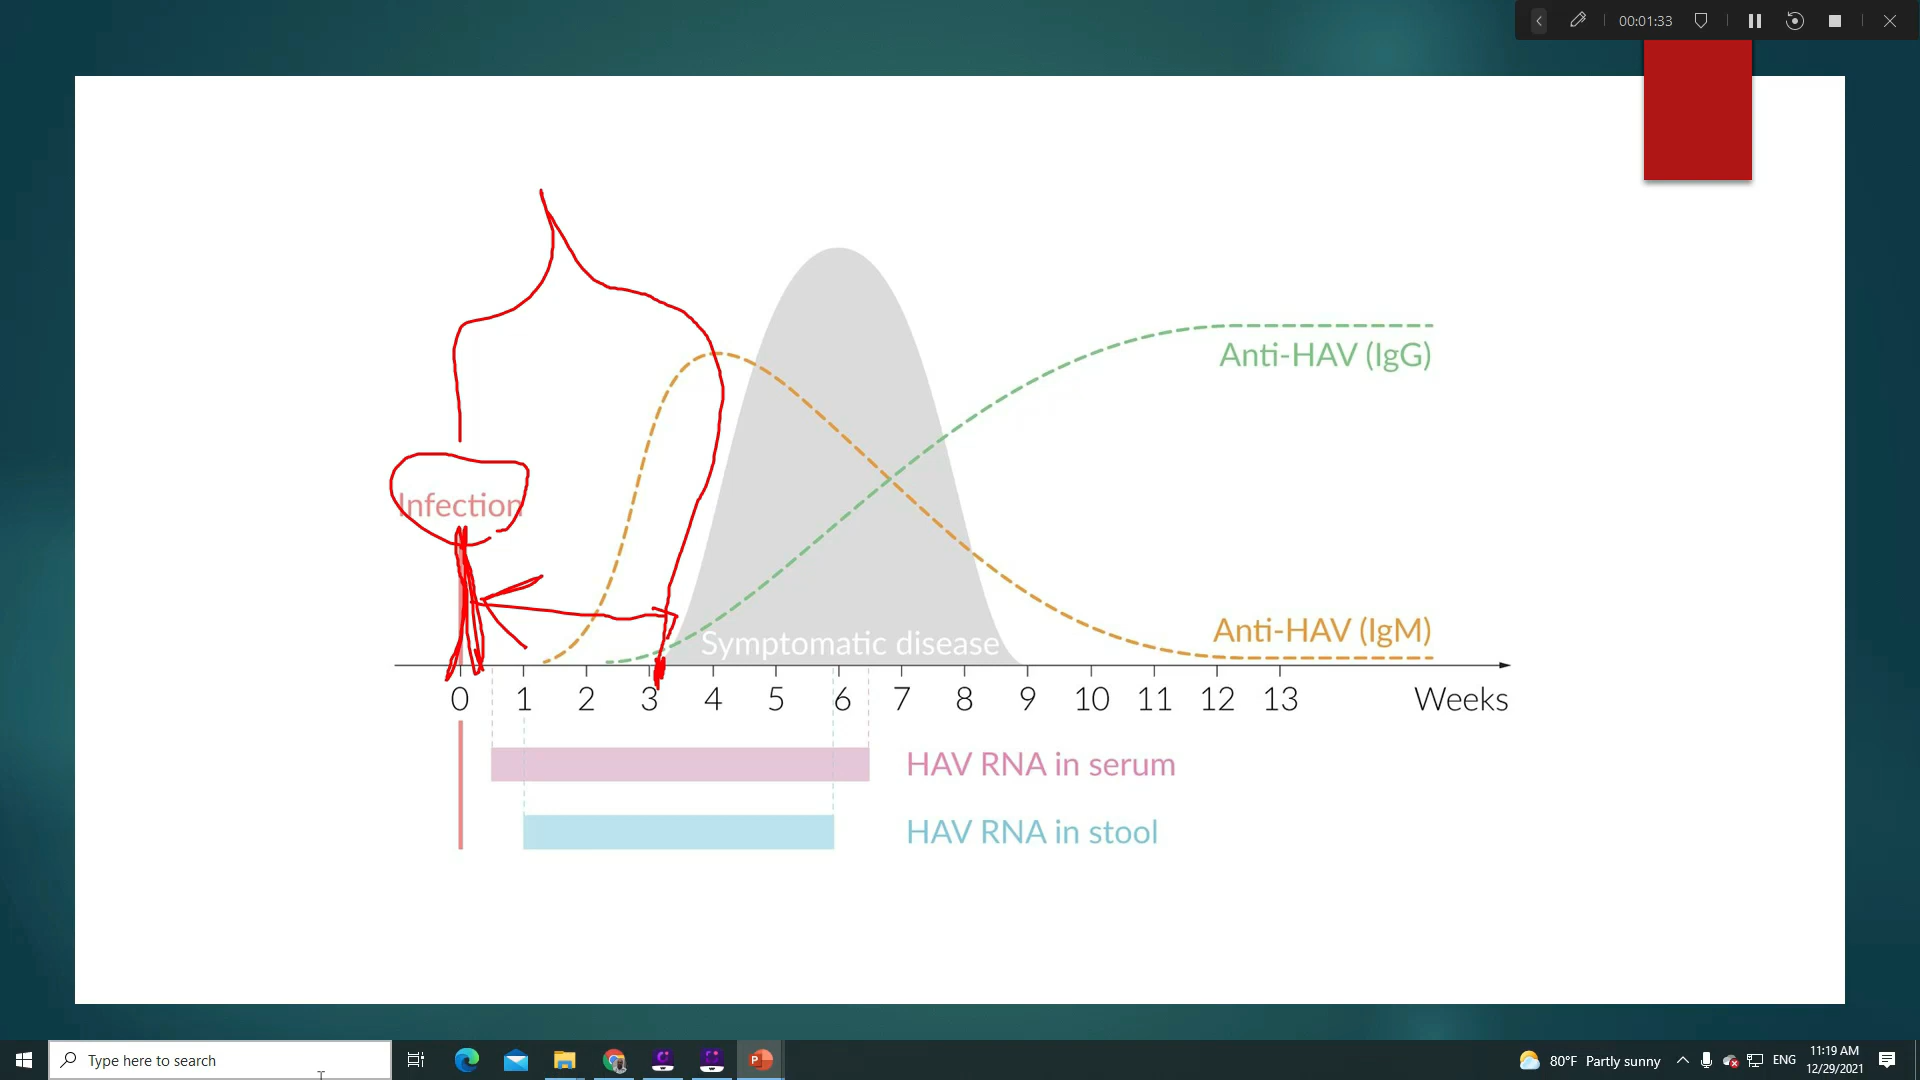 00:01:33
Anti-HAV (IgG)
Infection
Anti-HAV (IgM)
Symptomatic disease
0 1 2 3 4 5 6 7 8 9 10 11 12 13 Weeks
HAV RNA in serum
HAV RNA in stool
Type here to search
80°F Partly sunny
ENG
11:19 AM
12/29/2021